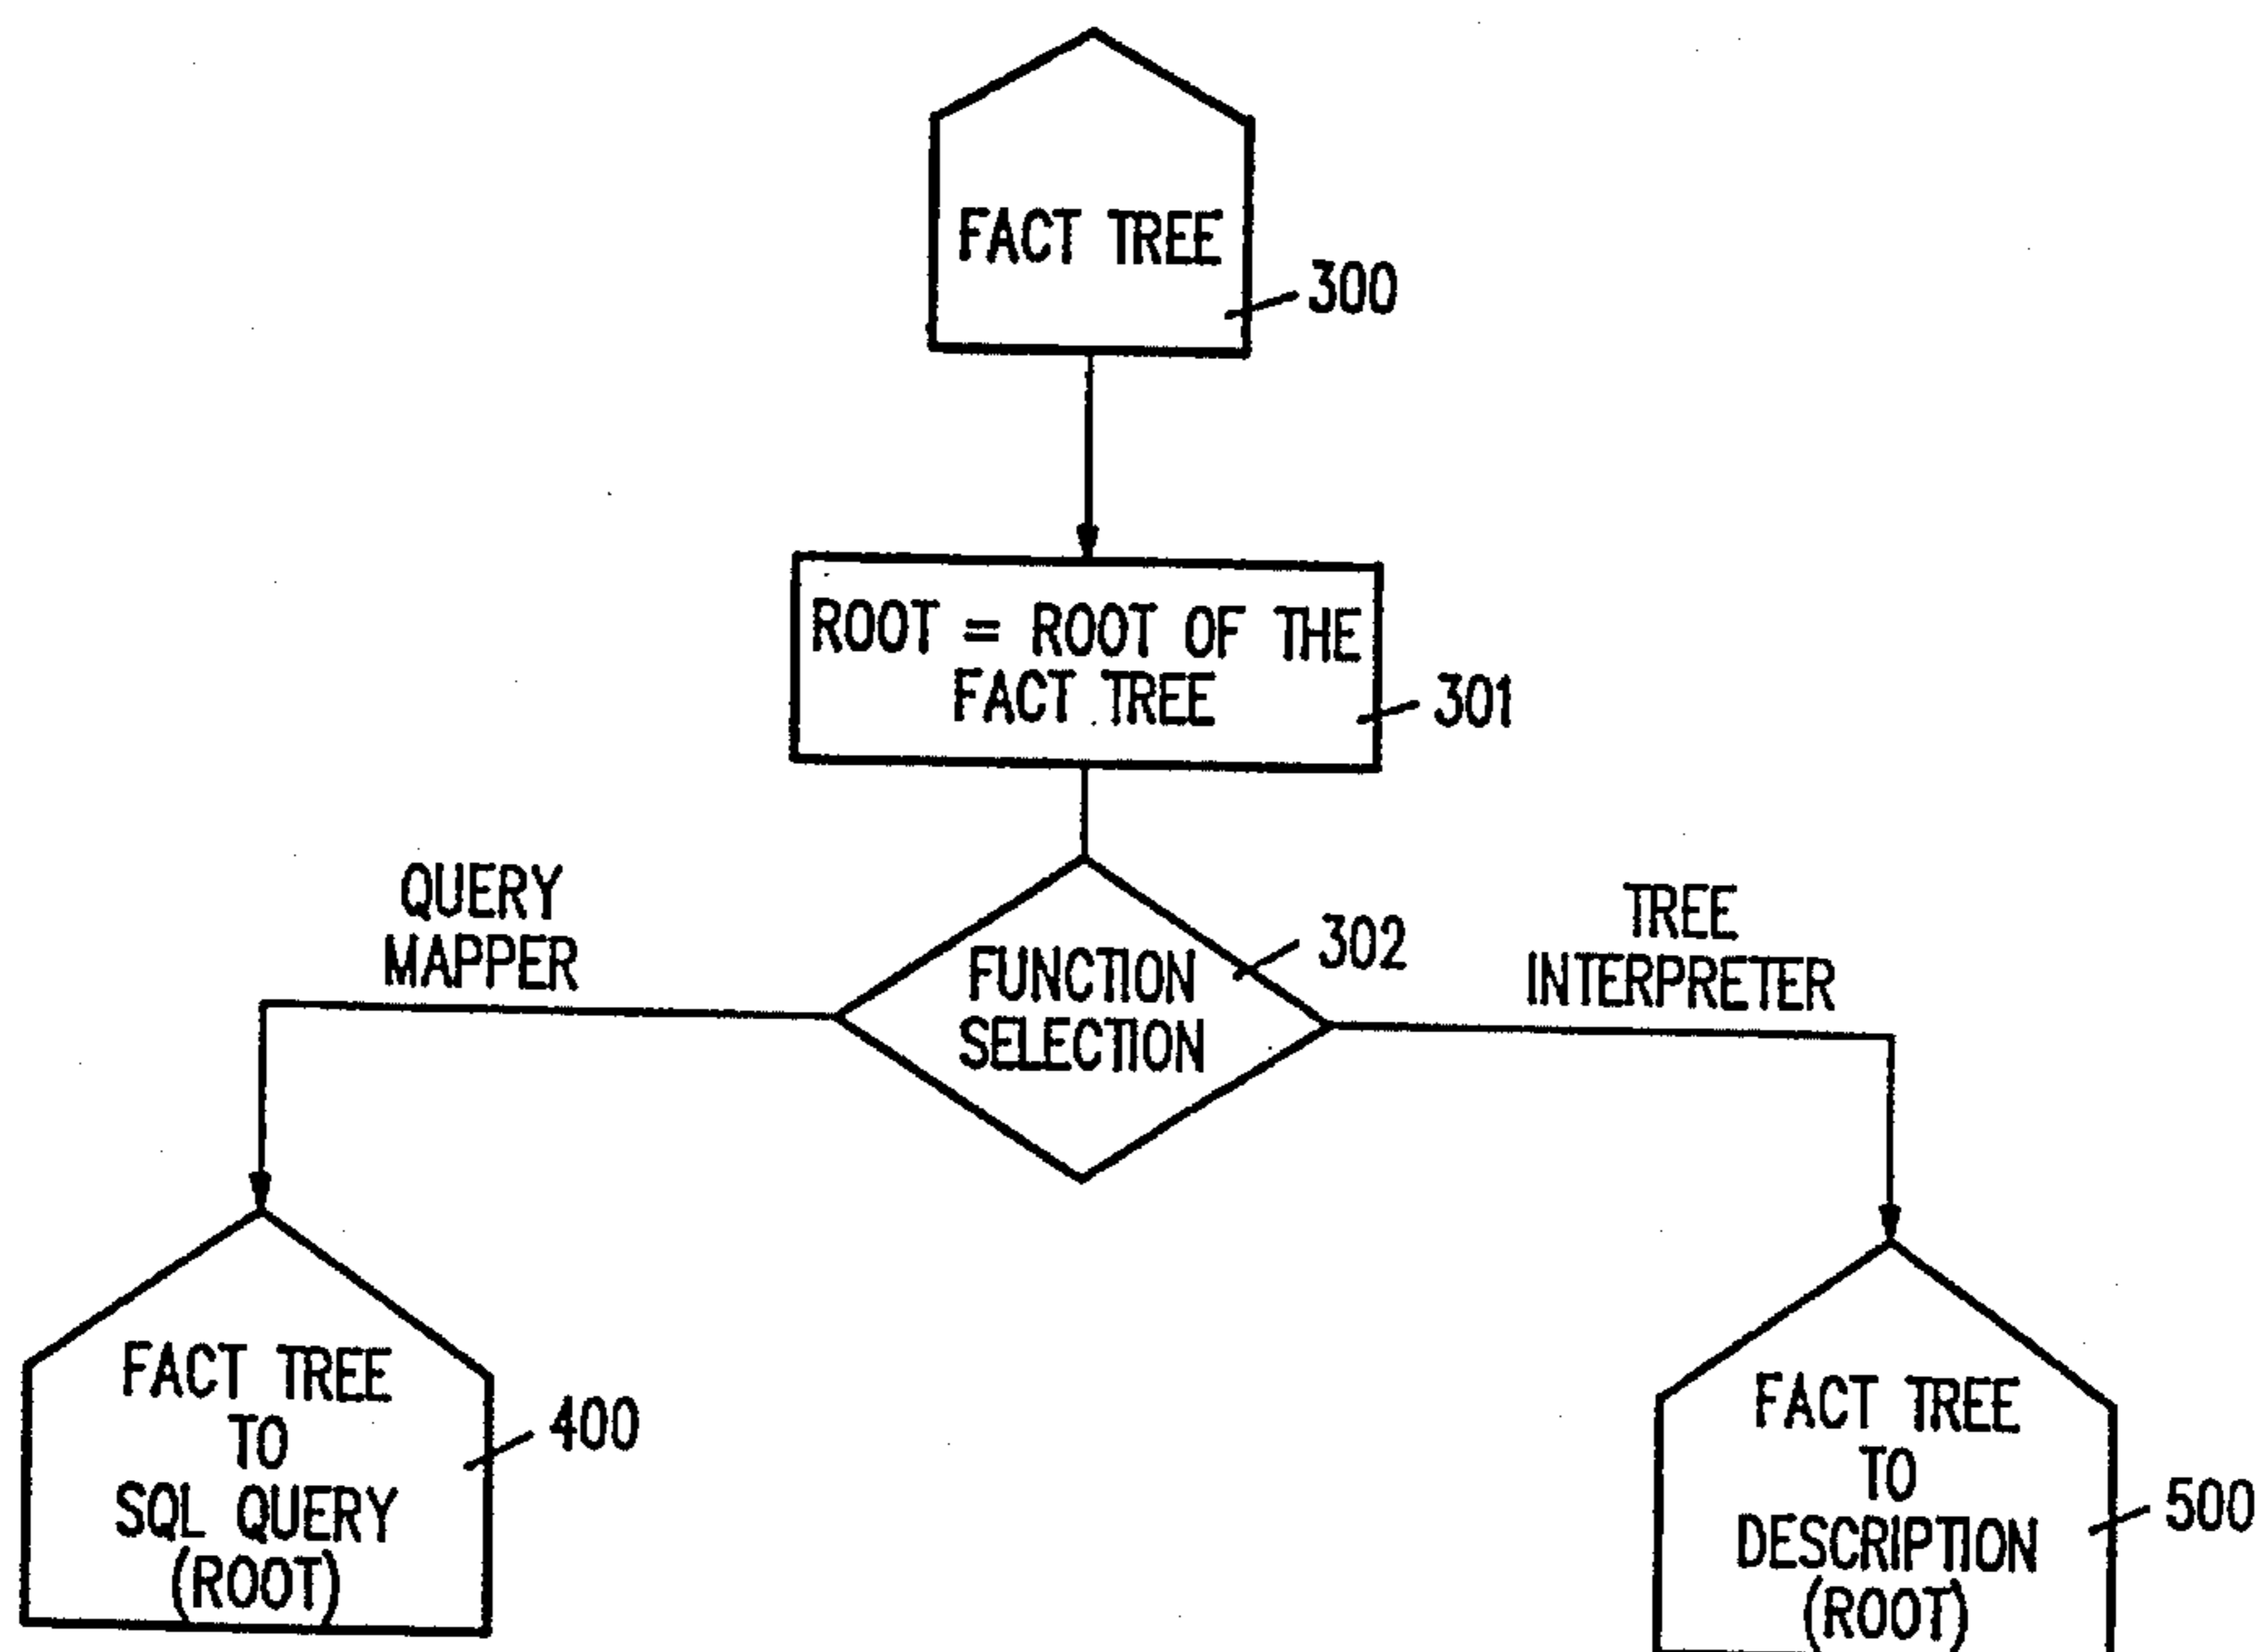 FACT TREE
300
ROOT = ROOT OF THE
FACT TREE
301
QUERY
MAPPER
FUNCTION
SELECTION
302
TREE
INTERPRETER
FACT TREE
TO
SQL QUERY
(ROOT)
400
FACT TREE
TO
DESCRIPTION
(ROOT)
500